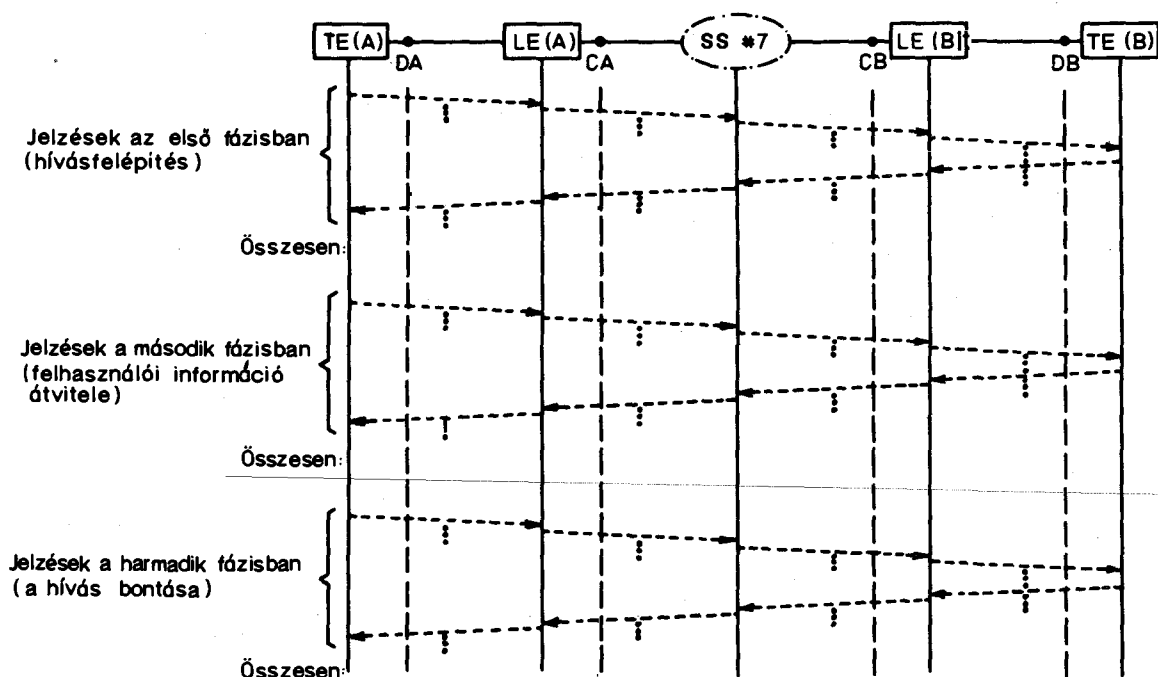 TE(A) LE(A) SS #7 LE(B) TE(B)
DA CA CB DB
Jelzések az első fázisban
(hívásfelépítés)
Összesen:
Jelzések a második fázisban
(felhasználói információ
átvitele)
Összesen:
Jelzések a harmadik fázisban
(a hívás bontása)
Összesen: